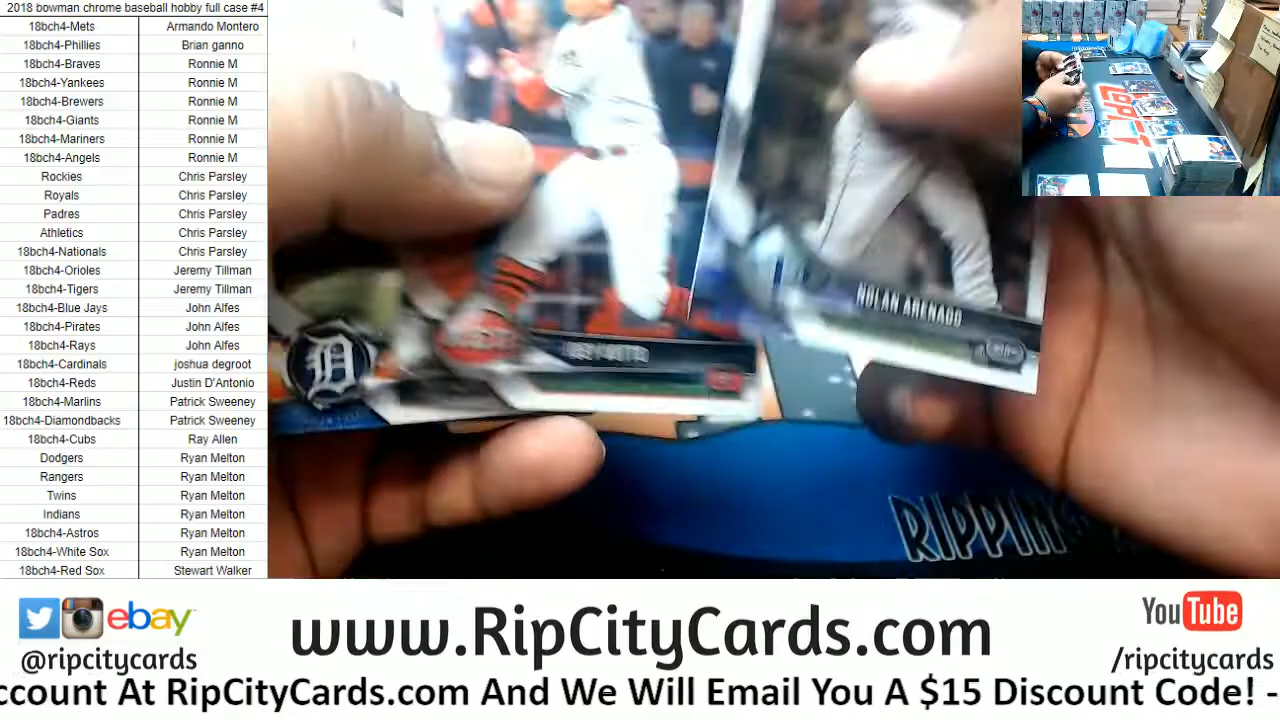 2018 bowman chrome baseball hobby full case #4
18bch4-Mets Armando Montero
18bch4-Phillies Brian ganno
18bch4-Braves Ronnie M
18bch4-Yankees Ronnie M
18bch4-Brewers Ronnie M
18bch4-Giants Ronnie M
18bch4-Mariners Ronnie M
18bch4-Angels Ronnie M
Rockies Chris Parsley
Royals Chris Parsley
Padres Chris Parsley
Athletics Chris Parsley
18bch4-Nationals Chris Parsley
18bch4-Orioles Jeremy Tillman
18bch4-Tigers Jeremy Tillman
18bch4-Blue Jays John Alfes
18bch4-Pirates John Alfes
18bch4-Rays John Alfes
18bch4-Cardinals joshua degroot
18bch4-Reds Justin D'Antonio
18bch4-Marlins Patrick Sweeney
18bch4-Diamondbacks Patrick Sweeney
18bch4-Cubs Ray Allen
Dodgers Ryan Melton
Rangers Ryan Melton
Twins Ryan Melton
Indians Ryan Melton
18bch4-Astros Ryan Melton
18bch4-White Sox Ryan Melton
18bch4-Red Sox Stewart Walker
NOLAN ARENADO
D
RIPPIN
ebay
@ripcitycards
www.RipCityCards.com
YouTube
/ripcitycards
ccount At RipCityCards.com And We Will Email You A $15 Discount Code! -